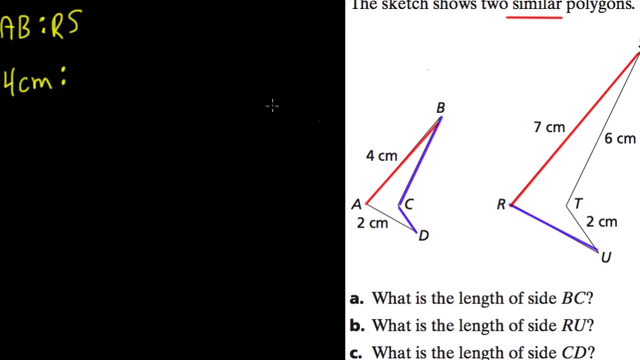 The sketch shows two similar polygons.
AB : RS
4cm :
B
7 cm
6 cm
4 cm
A
C
R
T
2 cm
2 cm
D
U
a. What is the length of side BC?
b. What is the length of side RU?
c. What is the length of side CD?